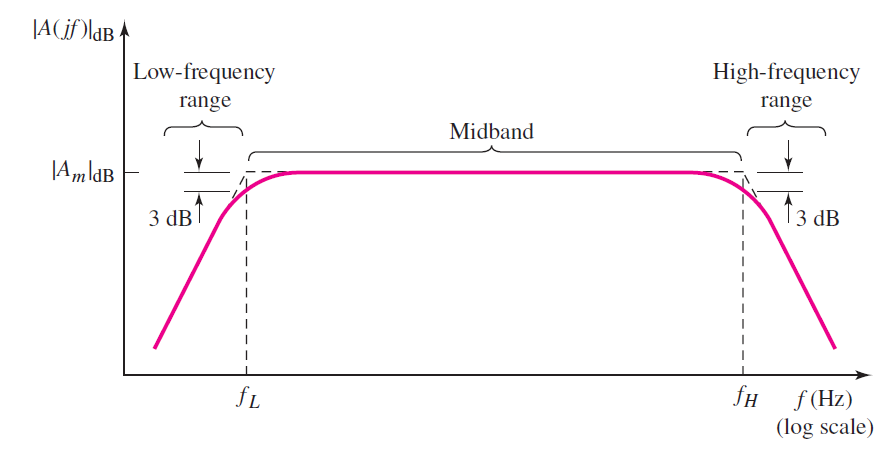 |A(jf)|dB
Low-frequency
range
High-frequency
range
Midband
|Am|dB
3 dB
3 dB
fL
fH
f (Hz)
(log scale)